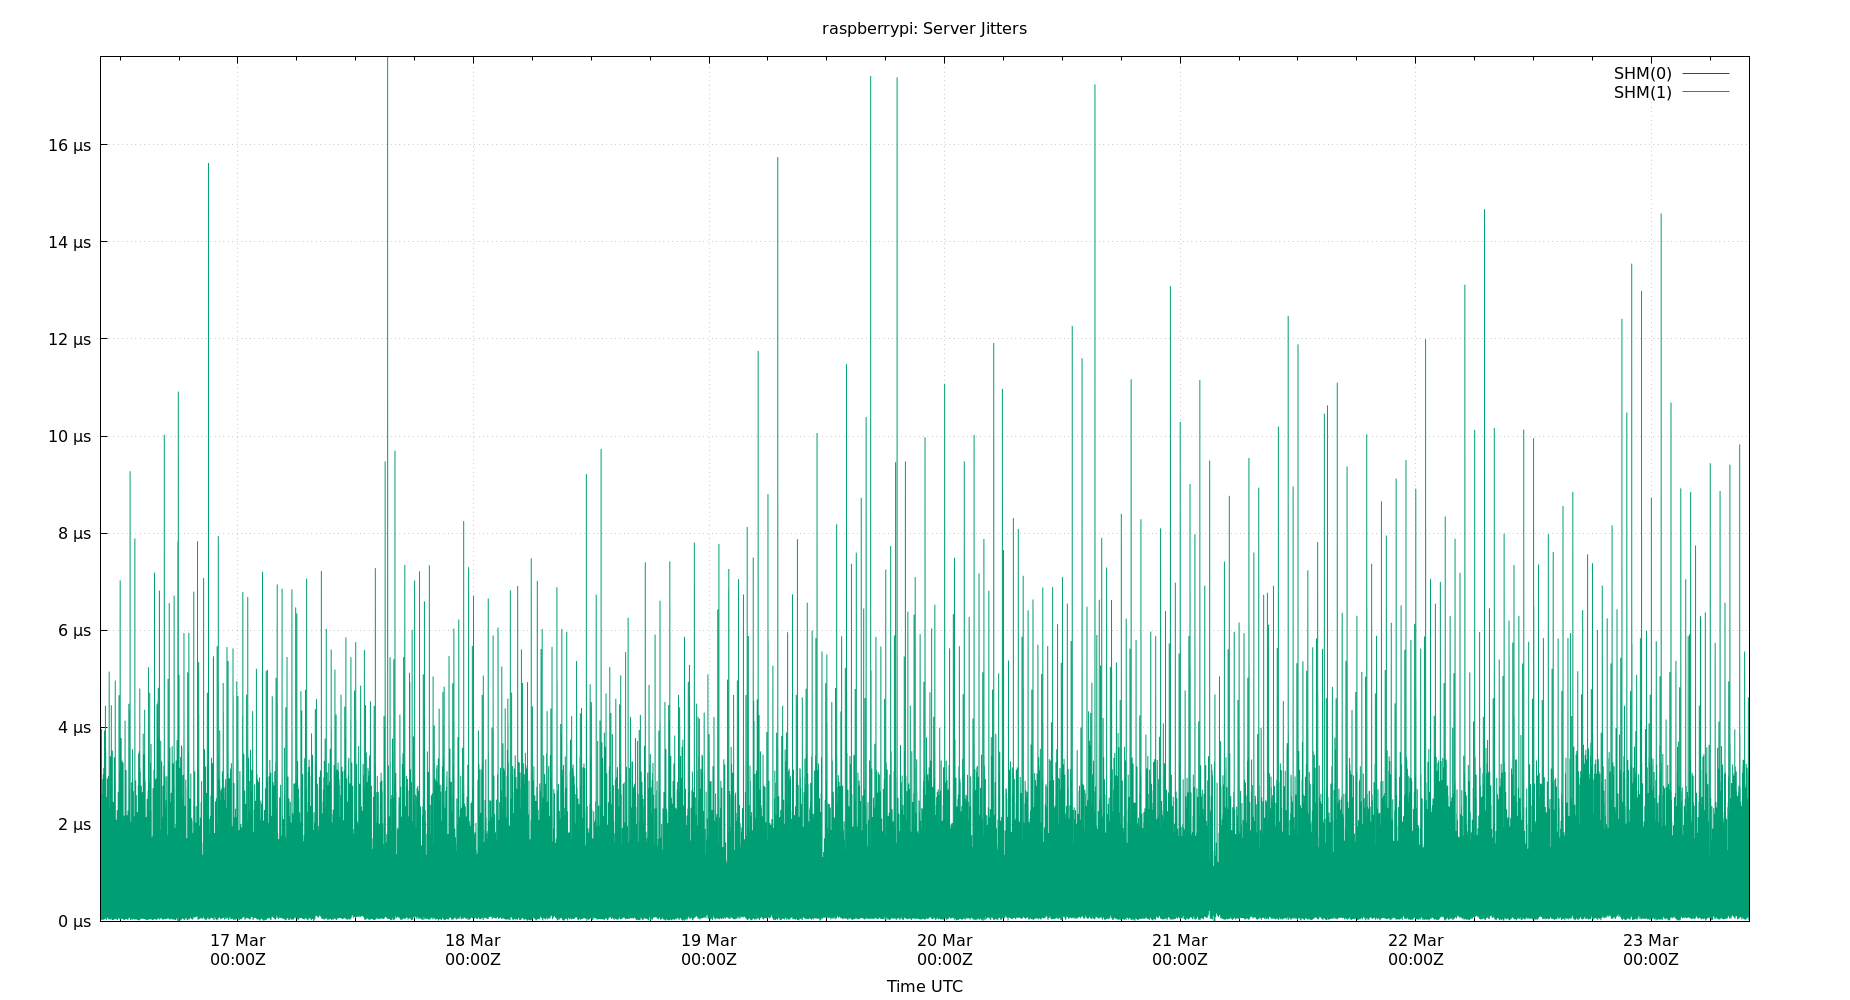 raspberrypi: Server Jitters
SHM(0)
SHM(1)
16 µs
14 µs
12 µs
10 µs
8 µs
6 µs
4 µs
2 µs
0 µs
17 Mar 18 Mar 19 Mar 20 Mar 21 Mar 22 Mar 23 Mar
00:00Z 00:00Z 00:00Z 00:00Z 00:00Z 00:00Z 00:00Z
Time UTC